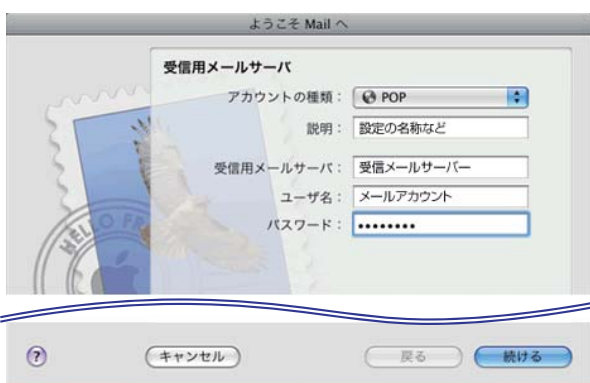 ようこそ Mail へ
受信用メールサーバ
アカウントの種類： POP
説明： 設定の名称など
受信用メールサーバ： 受信メールサーバー
ユーザ名： メールアカウント
パスワード： ••••••••
HELLO FR
? キャンセル 戻る 続ける